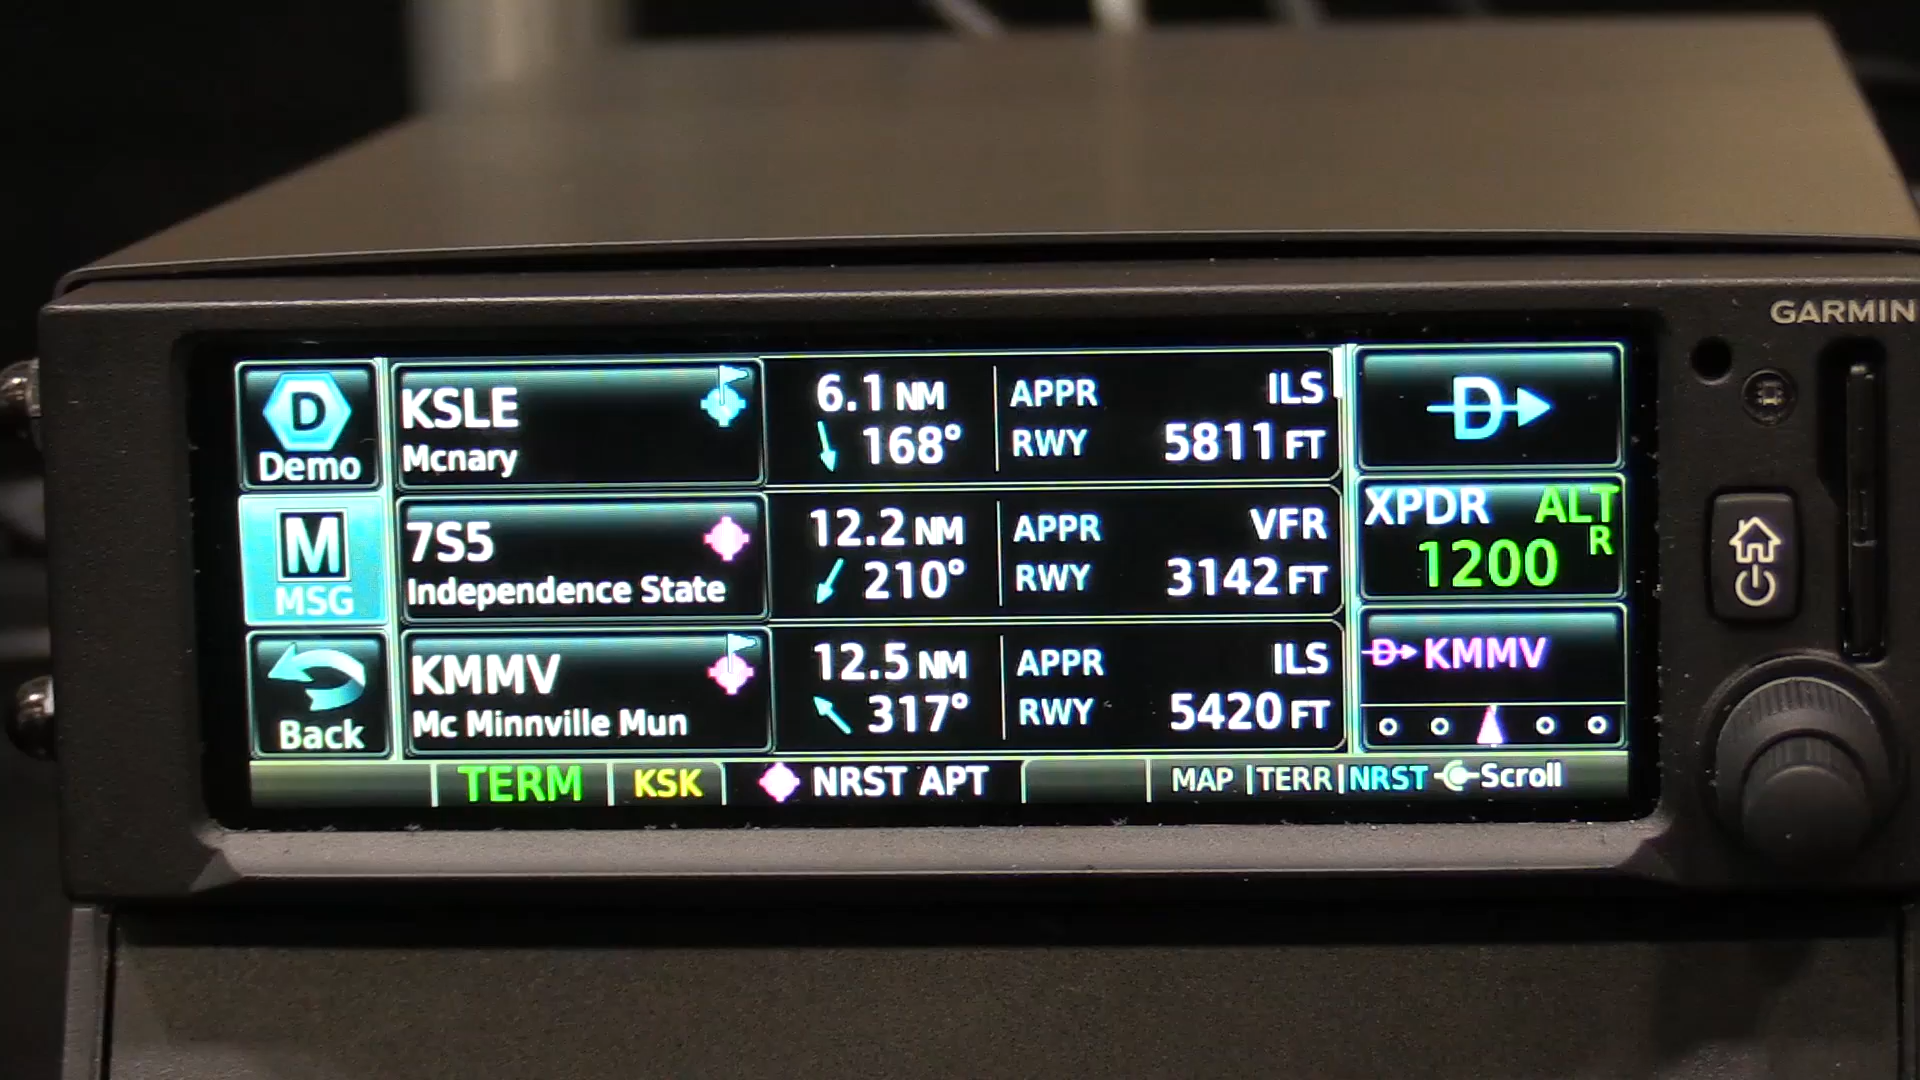 GARMIN
D
Demo
KSLE
Mcnary
6.1 NM
168°
APPR ILS
RWY 5811 FT
D
M
MSG
7S5
Independence State
12.2 NM
210°
APPR VFR
RWY 3142 FT
XPDR ALT
1200 R
Back
KMMV
Mc Minnville Mun
12.5 NM
317°
APPR ILS
RWY 5420 FT
D KMMV
TERM KSK NRST APT MAP |TERR|NRST Scroll